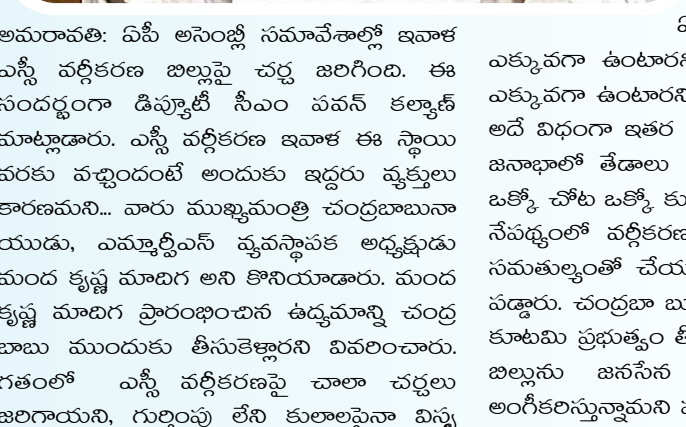 అమరావతి: ఏపీ అసెంబ్లీ సమావేశాల్లో ఇవాళ
ఎస్సీ వర్గీకరణ బిల్లుపై చర్చ జరిగింది. ఈ
సందర్భంగా డిప్యూటీ సీఎం పవన్ కల్యాణ్
మాట్లాడారు. ఎస్సీ వర్గీకరణ ఇవాళ ఈ స్థాయి
వరకు వచ్చిందంటే అందుకు ఇద్దరు వ్యక్తులు
కారణమని... వారు ముఖ్యమంత్రి చంద్రబాబునా
యుడు, ఎమ్మార్పీఎస్ వ్యవస్థాపక అధ్యక్షుడు
మంద కృష్ణ మాదిగ అని కొనియాడారు. మంద
కృష్ణ మాదిగ ప్రారంభించిన ఉద్యమాన్ని చంద్ర
బాబు ముందుకు తీసుకెళ్లారని వివరించారు.
గతంలో ఎస్సీ వర్గీకరణపై చాలా చర్చలు
జరిగాయని, గుర్తింపు లేని కులాలపైనా విస్తృ
ఎక్కువగా ఉంటారని
ఎక్కువగా ఉంటారని
అదే విధంగా ఇతర
జనాభాలో తేడాలు
ఒక్కో చోట ఒక్కో కు
నేపథ్యంలో వర్గీకరణ
సమతుల్యంతో చేయ
పడ్డారు. చంద్రబా బు
కూటమి ప్రభుత్వం తీ
బిల్లును జనసేన
అంగీకరిస్తున్నామని